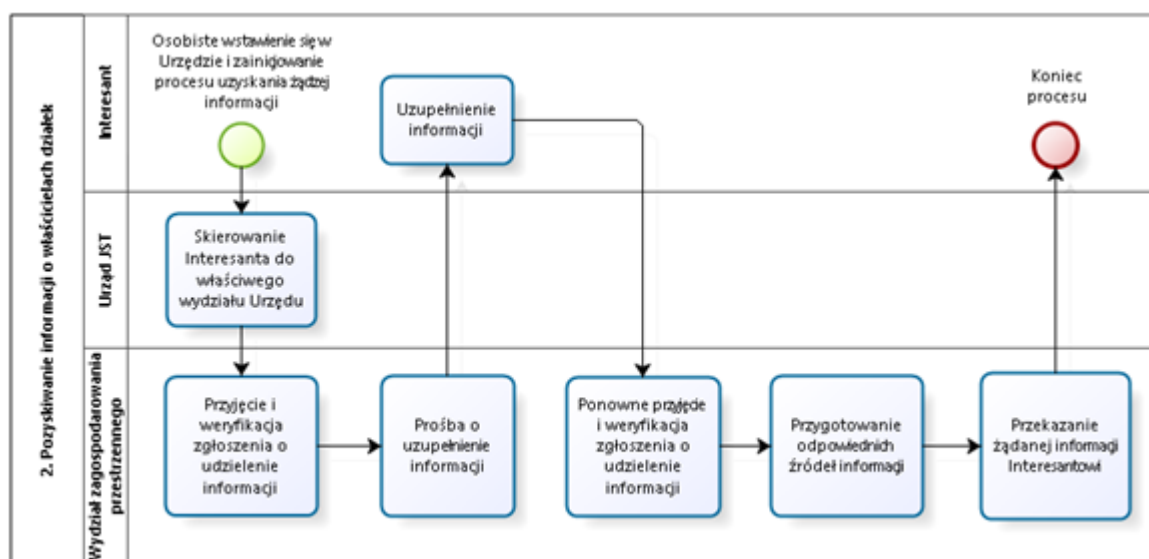 2. Pozyskiwanie informacji o właścicielach działek
Interesant
Osobiste wstawienie się w
Urzędzie i zainicjowanie
procesu uzyskania żądzej
informacji
Uzupełnienie
informacji
Koniec
procesu
Urząd JST
Skierowanie
Interesanta do
właściwego
wydziału Urzędu
Wydział zagospodarowania
przestrzennego
Przyjęcie i
weryfikacja
zgłoszenia o
udzielenie
informacji
Prośba o
uzupełnienie
informacji
Ponowne przyjęcie
i weryfikacja
zgłoszenia o
udzielenie
informacji
Przygotowanie
odpowiednich
źródeł informacji
Przekazanie
żądanej informacji
Interesantowi